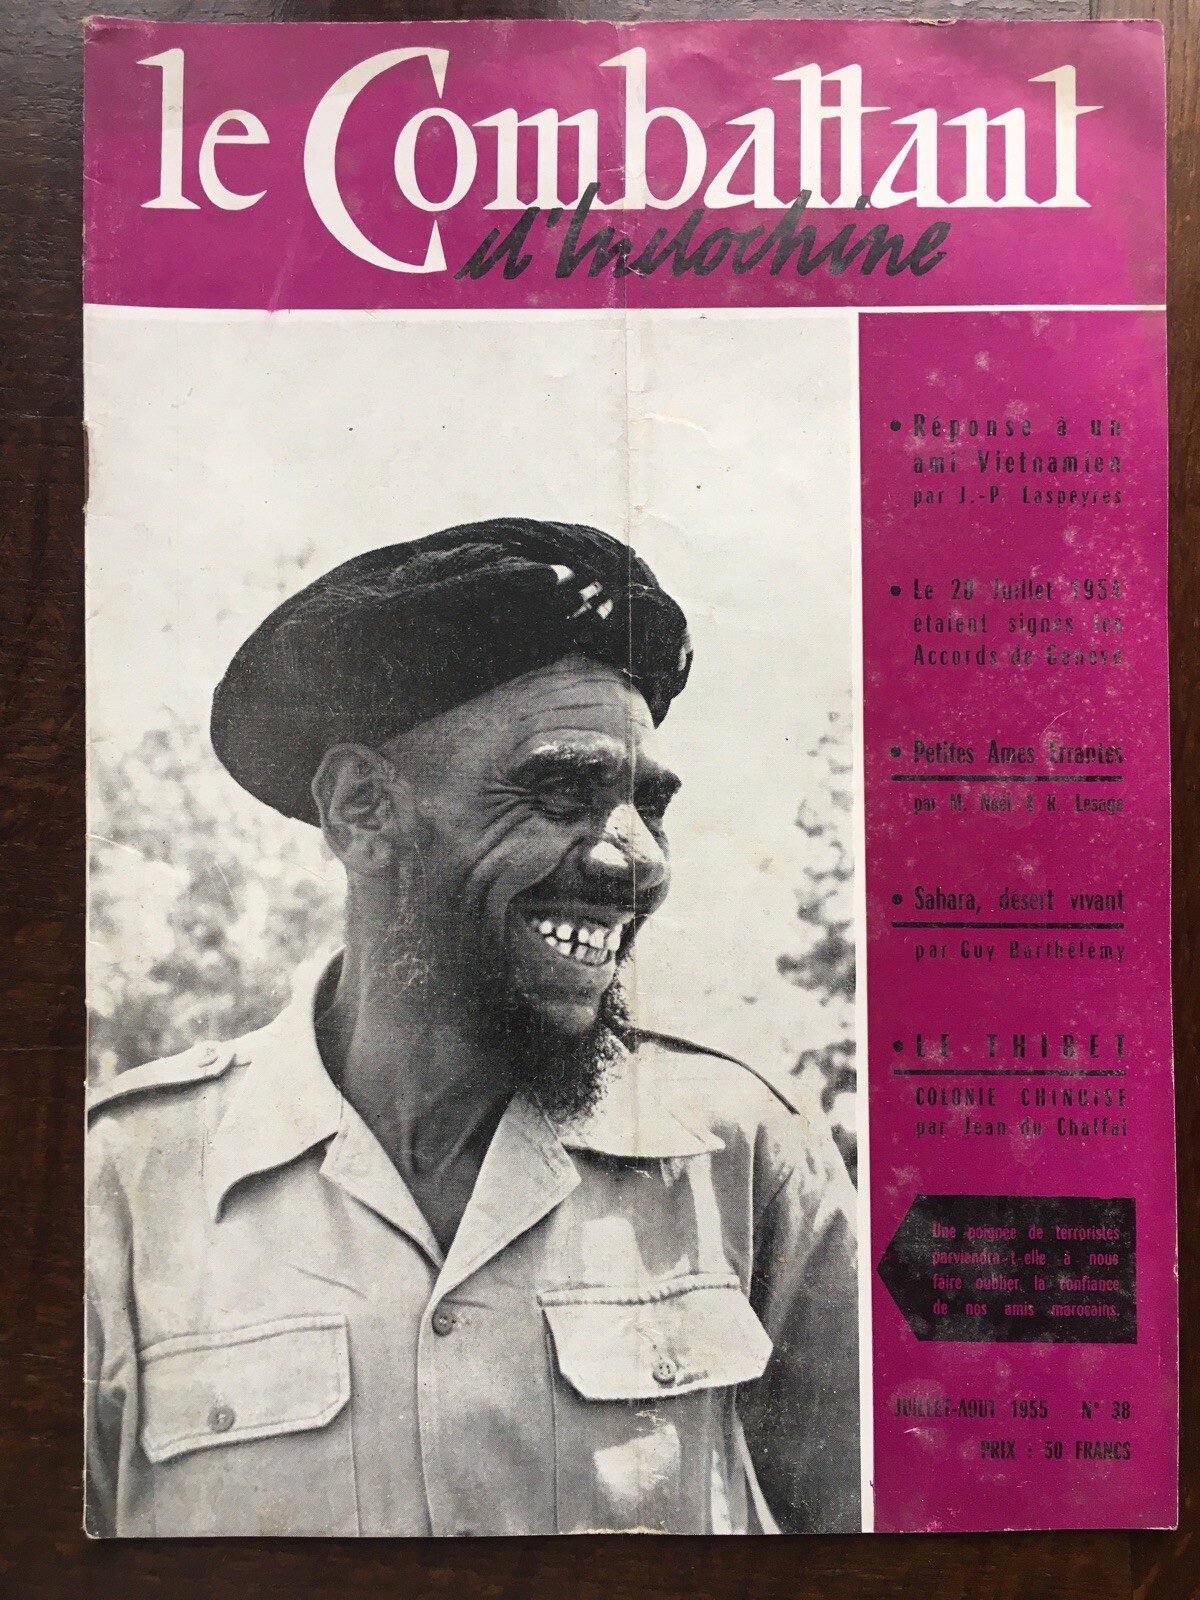 le Combattant
d'Indochine
• Réponse à un
ami Vietnamien
par J.-P. Laspeyres
• Le 20 Juillet 1954
étaient signés les
Accords de Genève
• Petites Ames Errantes
par M. Noël & R. Lesage
• Sahara, désert vivant
par Guy Barthélémy
• LE THIBET
COLONIE CHINOISE
par Jean du Chaffal
Une poignée de terroristes
parviendra-t-elle à nous
faire oublier la confiance
de nos amis marocains.
JUILLET-AOUT 1955 - N° 38
PRIX : 50 FRANCS